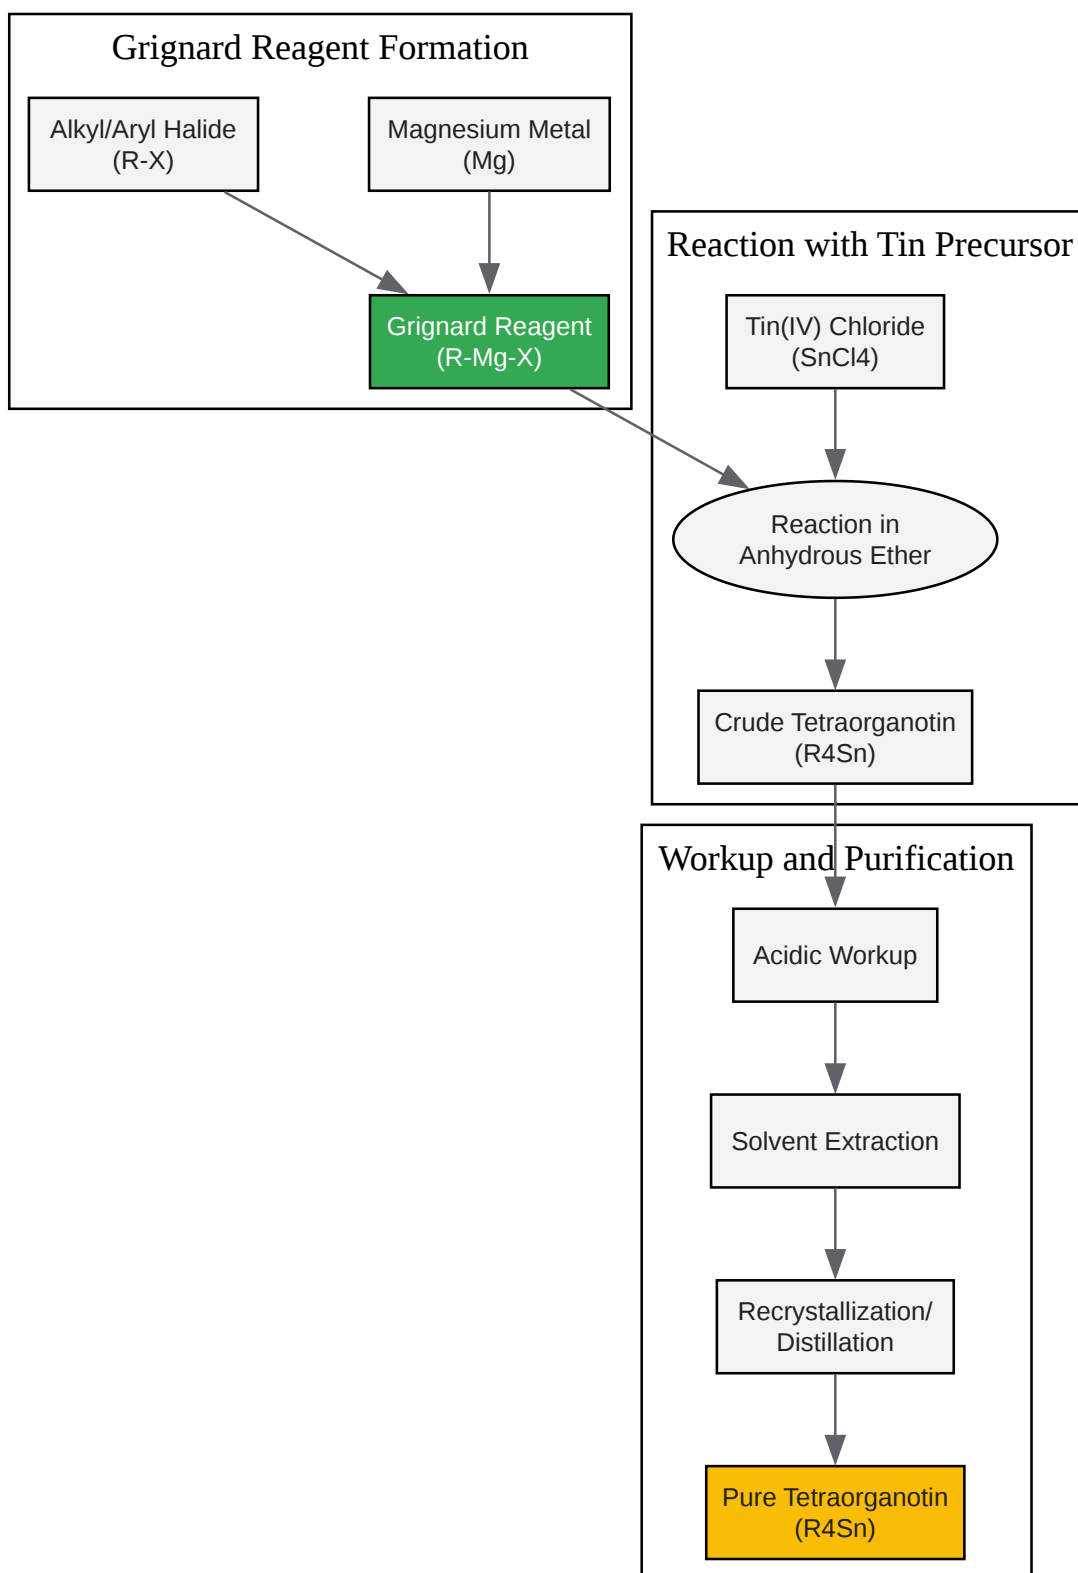 Grignard Reagent Formation
Alkyl/Aryl Halide
(R-X)
Magnesium Metal
(Mg)
Grignard Reagent
(R-Mg-X)
Reaction with Tin Precursor
Tin(IV) Chloride
(SnCl4)
Reaction in
Anhydrous Ether
Crude Tetraorganotin
(R4Sn)
Workup and Purification
Acidic Workup
Solvent Extraction
Recrystallization/
Distillation
Pure Tetraorganotin
(R4Sn)